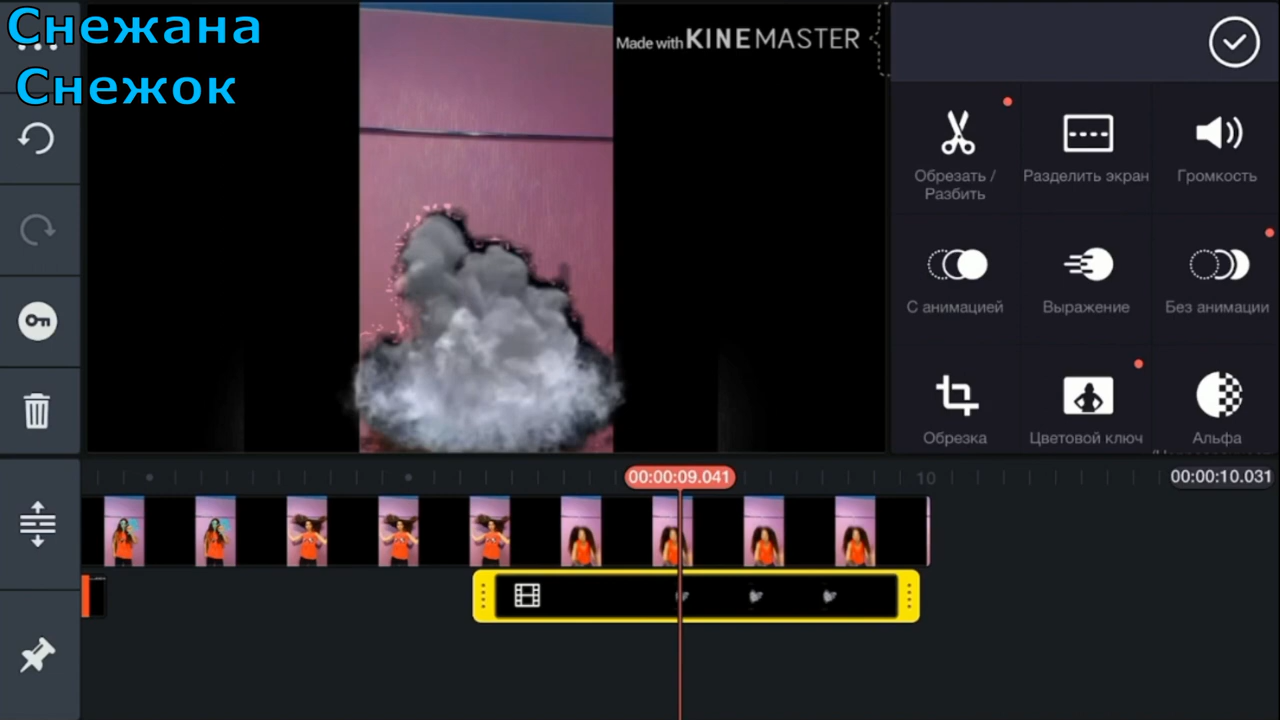 Снежана
Снежок
Made with KINEMASTER
Обрезать /
Разбить
Разделить экран
Громкость
С анимацией
Выражение
Без анимации
Обрезка
Цветовой ключ
Альфа
00:00:09.041
10
00:00:10.031